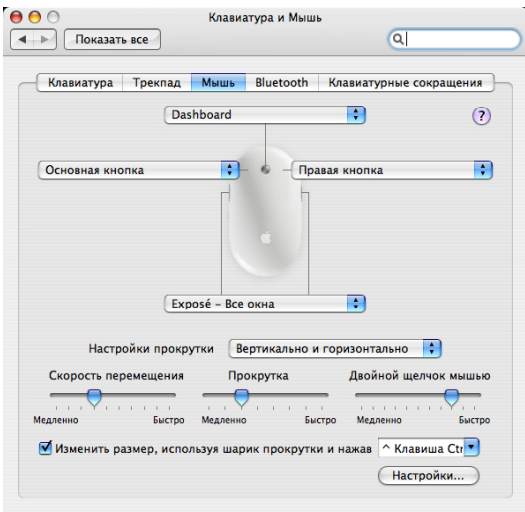 Клавиатура и Мышь
Показать все
Клавиатура Трекпад Мышь Bluetooth Клавиатурные сокращения
Dashboard ?
Основная кнопка Правая кнопка
Exposé – Все окна
Настройки прокрутки Вертикально и горизонтально
Скорость перемещения Прокрутка Двойной щелчок мышью
Медленно Быстро Медленно Быстро Медленно Быстро
Изменить размер, используя шарик прокрутки и нажав ^ Клавиша Ctr
Настройки...